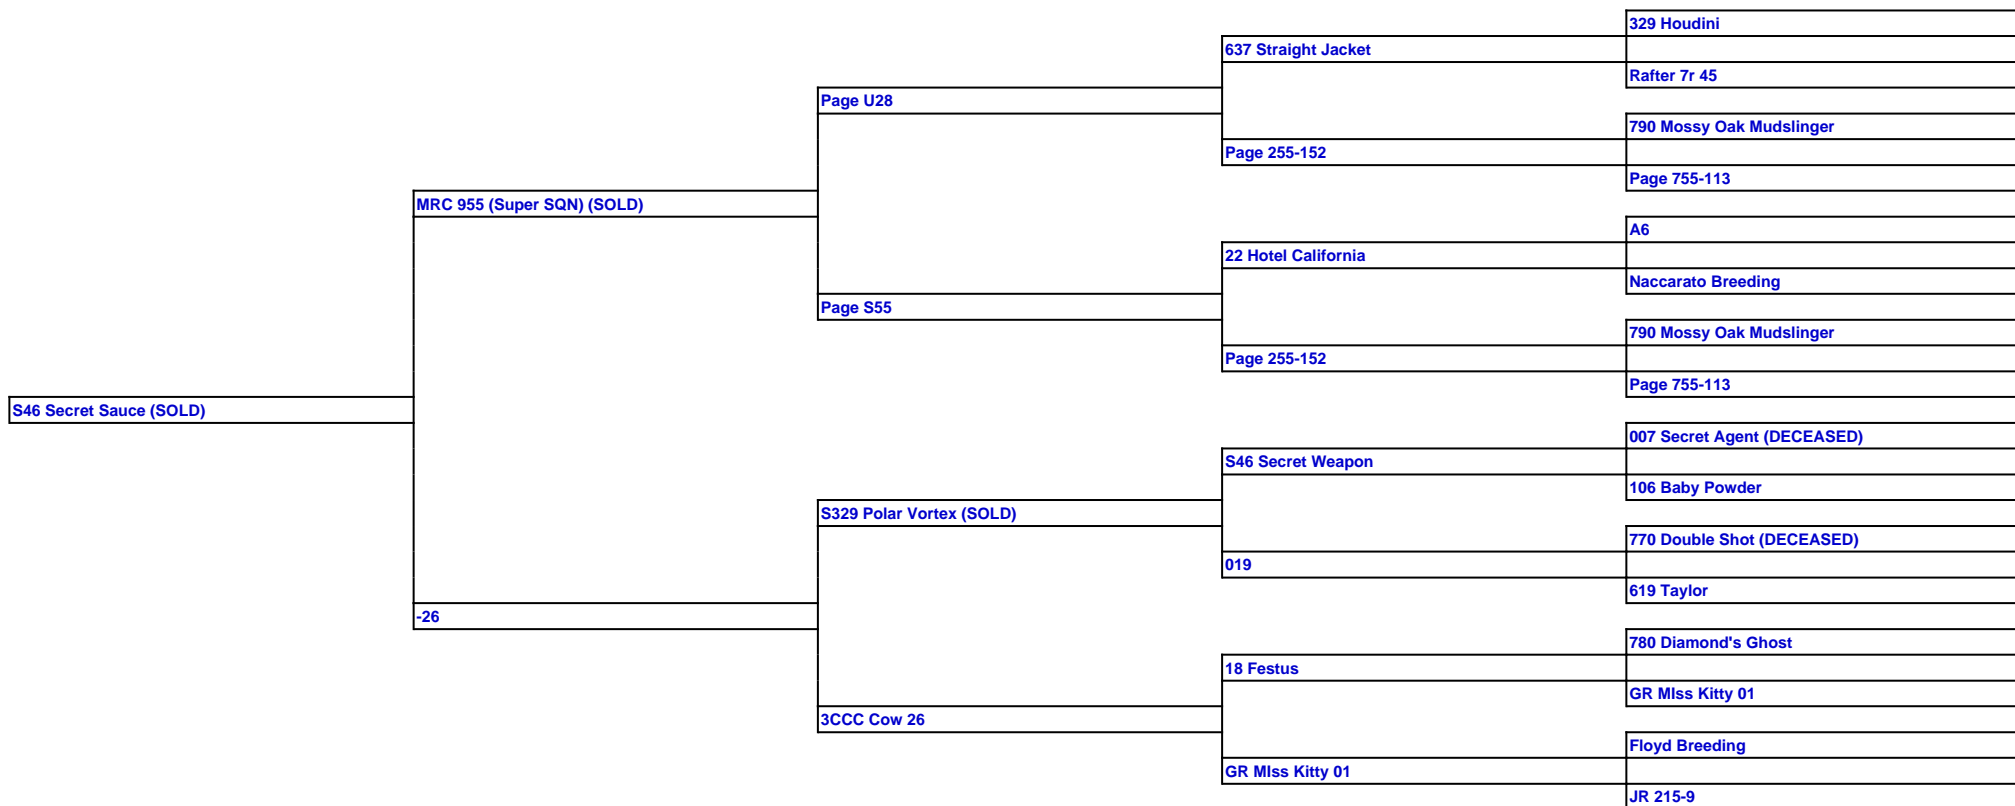 329 Houdini
637 Straight Jacket
Rafter 7r 45
Page U28
790 Mossy Oak Mudslinger
Page 255-152
Page 755-113
MRC 955 (Super SQN) (SOLD)
A6
22 Hotel California
Naccarato Breeding
Page S55
790 Mossy Oak Mudslinger
Page 255-152
Page 755-113
S46 Secret Sauce (SOLD)
007 Secret Agent (DECEASED)
S46 Secret Weapon
106 Baby Powder
S329 Polar Vortex (SOLD)
770 Double Shot (DECEASED)
019
619 Taylor
-26
780 Diamond's Ghost
18 Festus
GR MIss Kitty 01
3CCC Cow 26
Floyd Breeding
GR MIss Kitty 01
JR 215-9